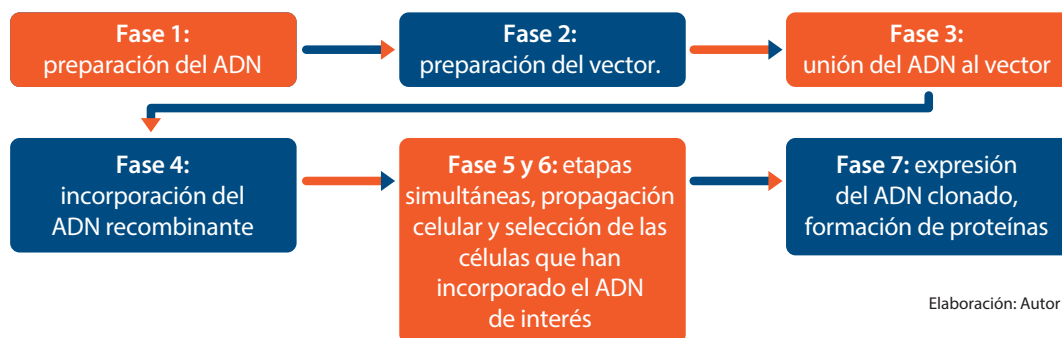 Fase 1:
preparación del ADN
Fase 2:
preparación del vector.
Fase 3:
unión del ADN al vector
Fase 4:
incorporación del
ADN recombinante
Fase 5 y 6: etapas
simultáneas, propagación
celular y selección de las
células que han
incorporado el ADN
de interés
Fase 7: expresión
del ADN clonado,
formación de proteínas
Elaboración: Autor